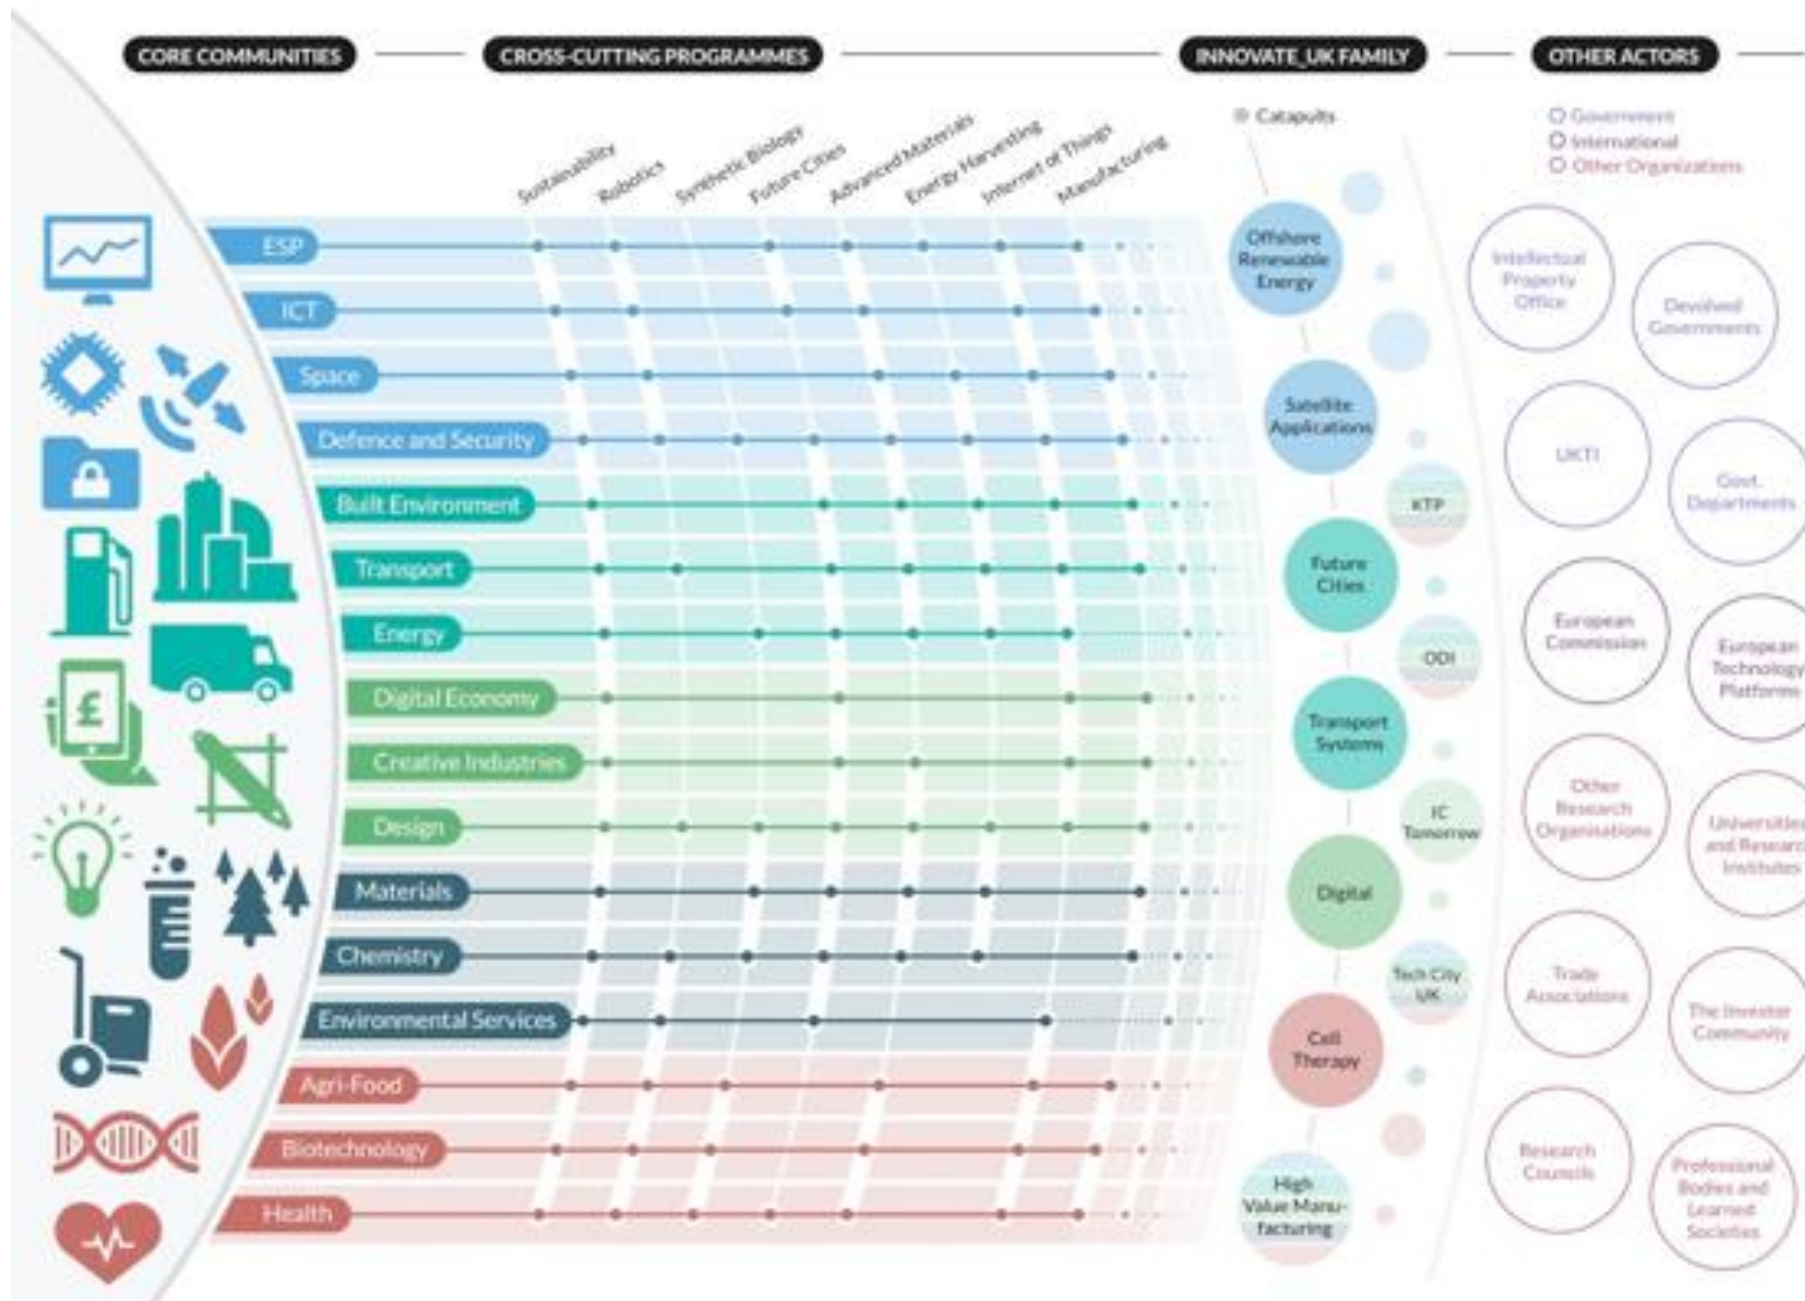 CORE COMMUNITIES
CROSS-CUTTING PROGRAMMES
INNOVATE_UK FAMILY
OTHER ACTORS
Sustainability
Robotics
Synthetic Biology
Future Cities
Advanced Materials
Energy Harvesting
Internet of Things
Manufacturing
Catapults
Government
International
Other Organizations
ESP
ICT
Space
Defence and Security
Built Environment
Transport
Energy
Digital Economy
Creative Industries
Design
Materials
Chemistry
Environmental Services
Agri-Food
Biotechnology
Health
£
Offshore
Renewable
Energy
Satellite
Applications
Future
Cities
Transport
Systems
Digital
Cell
Therapy
High
Value Manu-
facturing
KTP
ODI
IC
Tomorrow
Tech City
UK
Intellectual
Property
Office
Devolved
Governments
UKTI
Govt.
Departments
European
Commission
European
Technology
Platforms
Other
Research
Organisations
Universities
and Research
Institutes
Trade
Associations
The Investor
Community
Research
Councils
Professional
Bodies and
Learned
Societies